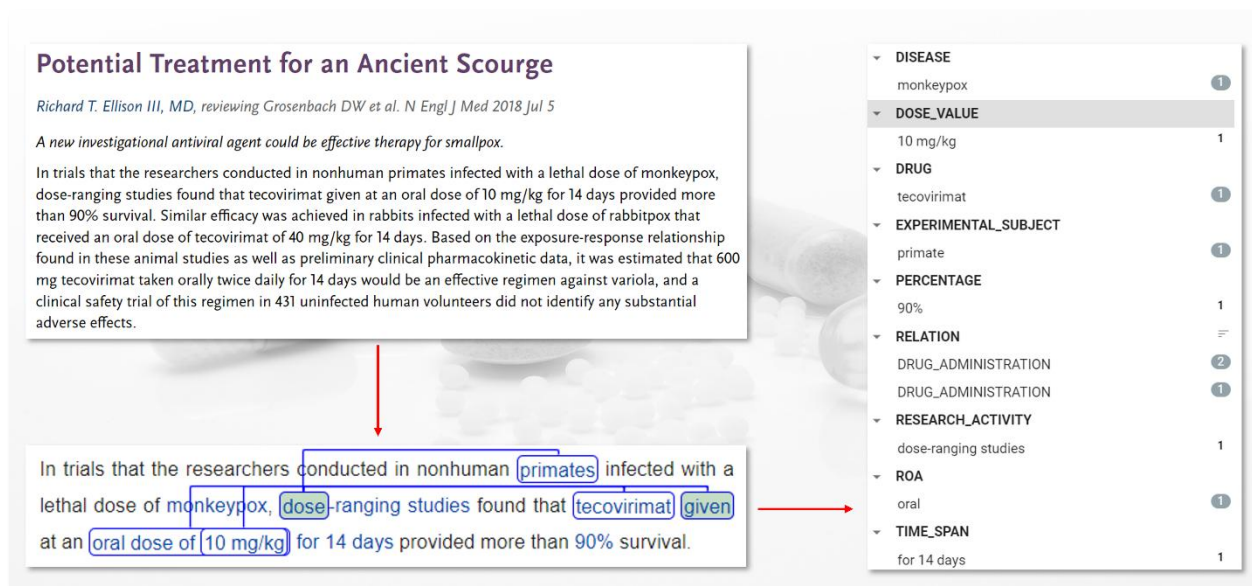 Potential Treatment for an Ancient Scourge
Richard T. Ellison III, MD, reviewing Grosenbach DW et al. N Engl J Med 2018 Jul 5
A new investigational antiviral agent could be effective therapy for smallpox.
In trials that the researchers conducted in nonhuman primates infected with a lethal dose of monkeypox,
dose-ranging studies found that tecovirimat given at an oral dose of 10 mg/kg for 14 days provided more
than 90% survival. Similar efficacy was achieved in rabbits infected with a lethal dose of rabbitpox that
received an oral dose of tecovirimat of 40 mg/kg for 14 days. Based on the exposure-response relationship
found in these animal studies as well as preliminary clinical pharmacokinetic data, it was estimated that 600
mg tecovirimat taken orally twice daily for 14 days would be an effective regimen against variola, and a
clinical safety trial of this regimen in 431 uninfected human volunteers did not identify any substantial
adverse effects.
In trials that the researchers conducted in nonhuman primates infected with a
lethal dose of monkeypox, dose-ranging studies found that tecovirimat given
at an oral dose of 10 mg/kg for 14 days provided more than 90% survival.
DISEASE
monkeypox 1
DOSE_VALUE
10 mg/kg 1
DRUG
tecovirimat 1
EXPERIMENTAL_SUBJECT
primate 1
PERCENTAGE
90% 1
RELATION
DRUG_ADMINISTRATION 2
DRUG_ADMINISTRATION 1
RESEARCH_ACTIVITY
dose-ranging studies 1
ROA
oral 1
TIME_SPAN
for 14 days 1